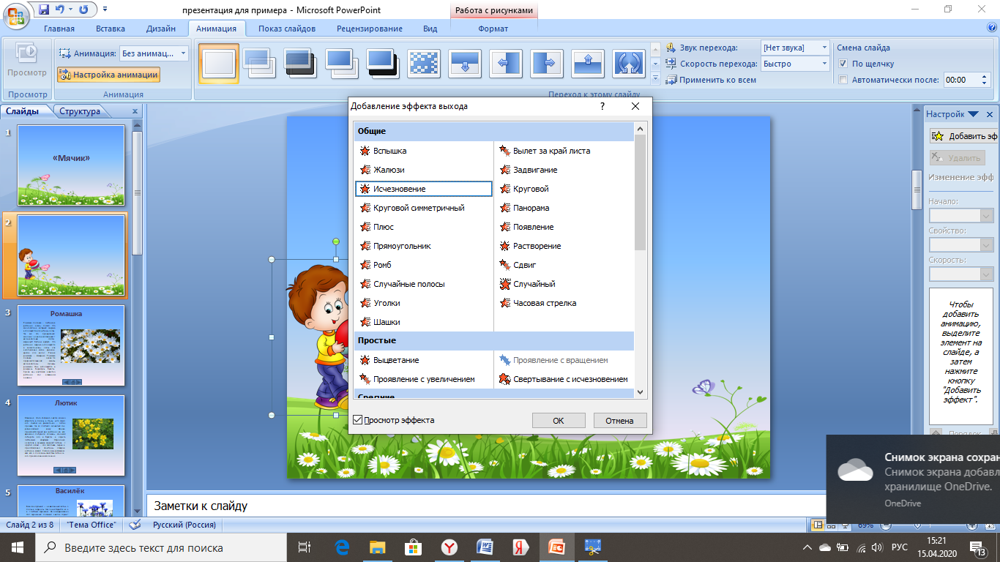 презентация для примера - Microsoft PowerPoint
Работа с рисунками
Главная Вставка Дизайн Анимация Показ слайдов Рецензирование Вид Формат
Просмотр
Анимация: Без анимац...
Настройка анимации
Звук перехода: [Нет звука]
Скорость перехода: Быстро
Применить ко всем
Смена слайда
По щелчку
Автоматически после: 00:00
Просмотр
Анимация
Переход к этому слайду
Слайды Структура x
1
«Мячик»
2
3
Ромашка
4
Лютик
5
Василёк
Добавление эффекта выхода ?
Общие
Вспышка
Вылет за край листа
Жалюзи
Задвигание
Исчезновение
Круговой
Круговой симметричный
Панорама
Плюс
Появление
Прямоугольник
Растворение
Ромб
Сдвиг
Случайные полосы
Случайный
Уголки
Часовая стрелка
Шашки
Простые
Выцветание
Проявление с вращением
Проявление с увеличением
Свертывание с исчезновением
Средние
Просмотр эффекта
ОК
Отмена
Настройк
Добавить эф
Удалить
Изменение эфф
Начало:
Свойство:
Скорость:
Чтобы
добавить
анимацию,
выделите
элемент на
слайде, а
затем
нажмите
кнопку
"Добавить
эффект".
Порядок
Снимок экрана сохран
Снимок экрана добавл
хранилище OneDrive.
OneDrive
Заметки к слайду
Слайд 2 из 8 "Тема Office" Русский (Россия)
69%
Введите здесь текст для поиска
РУС
15:21
15.04.2020
13